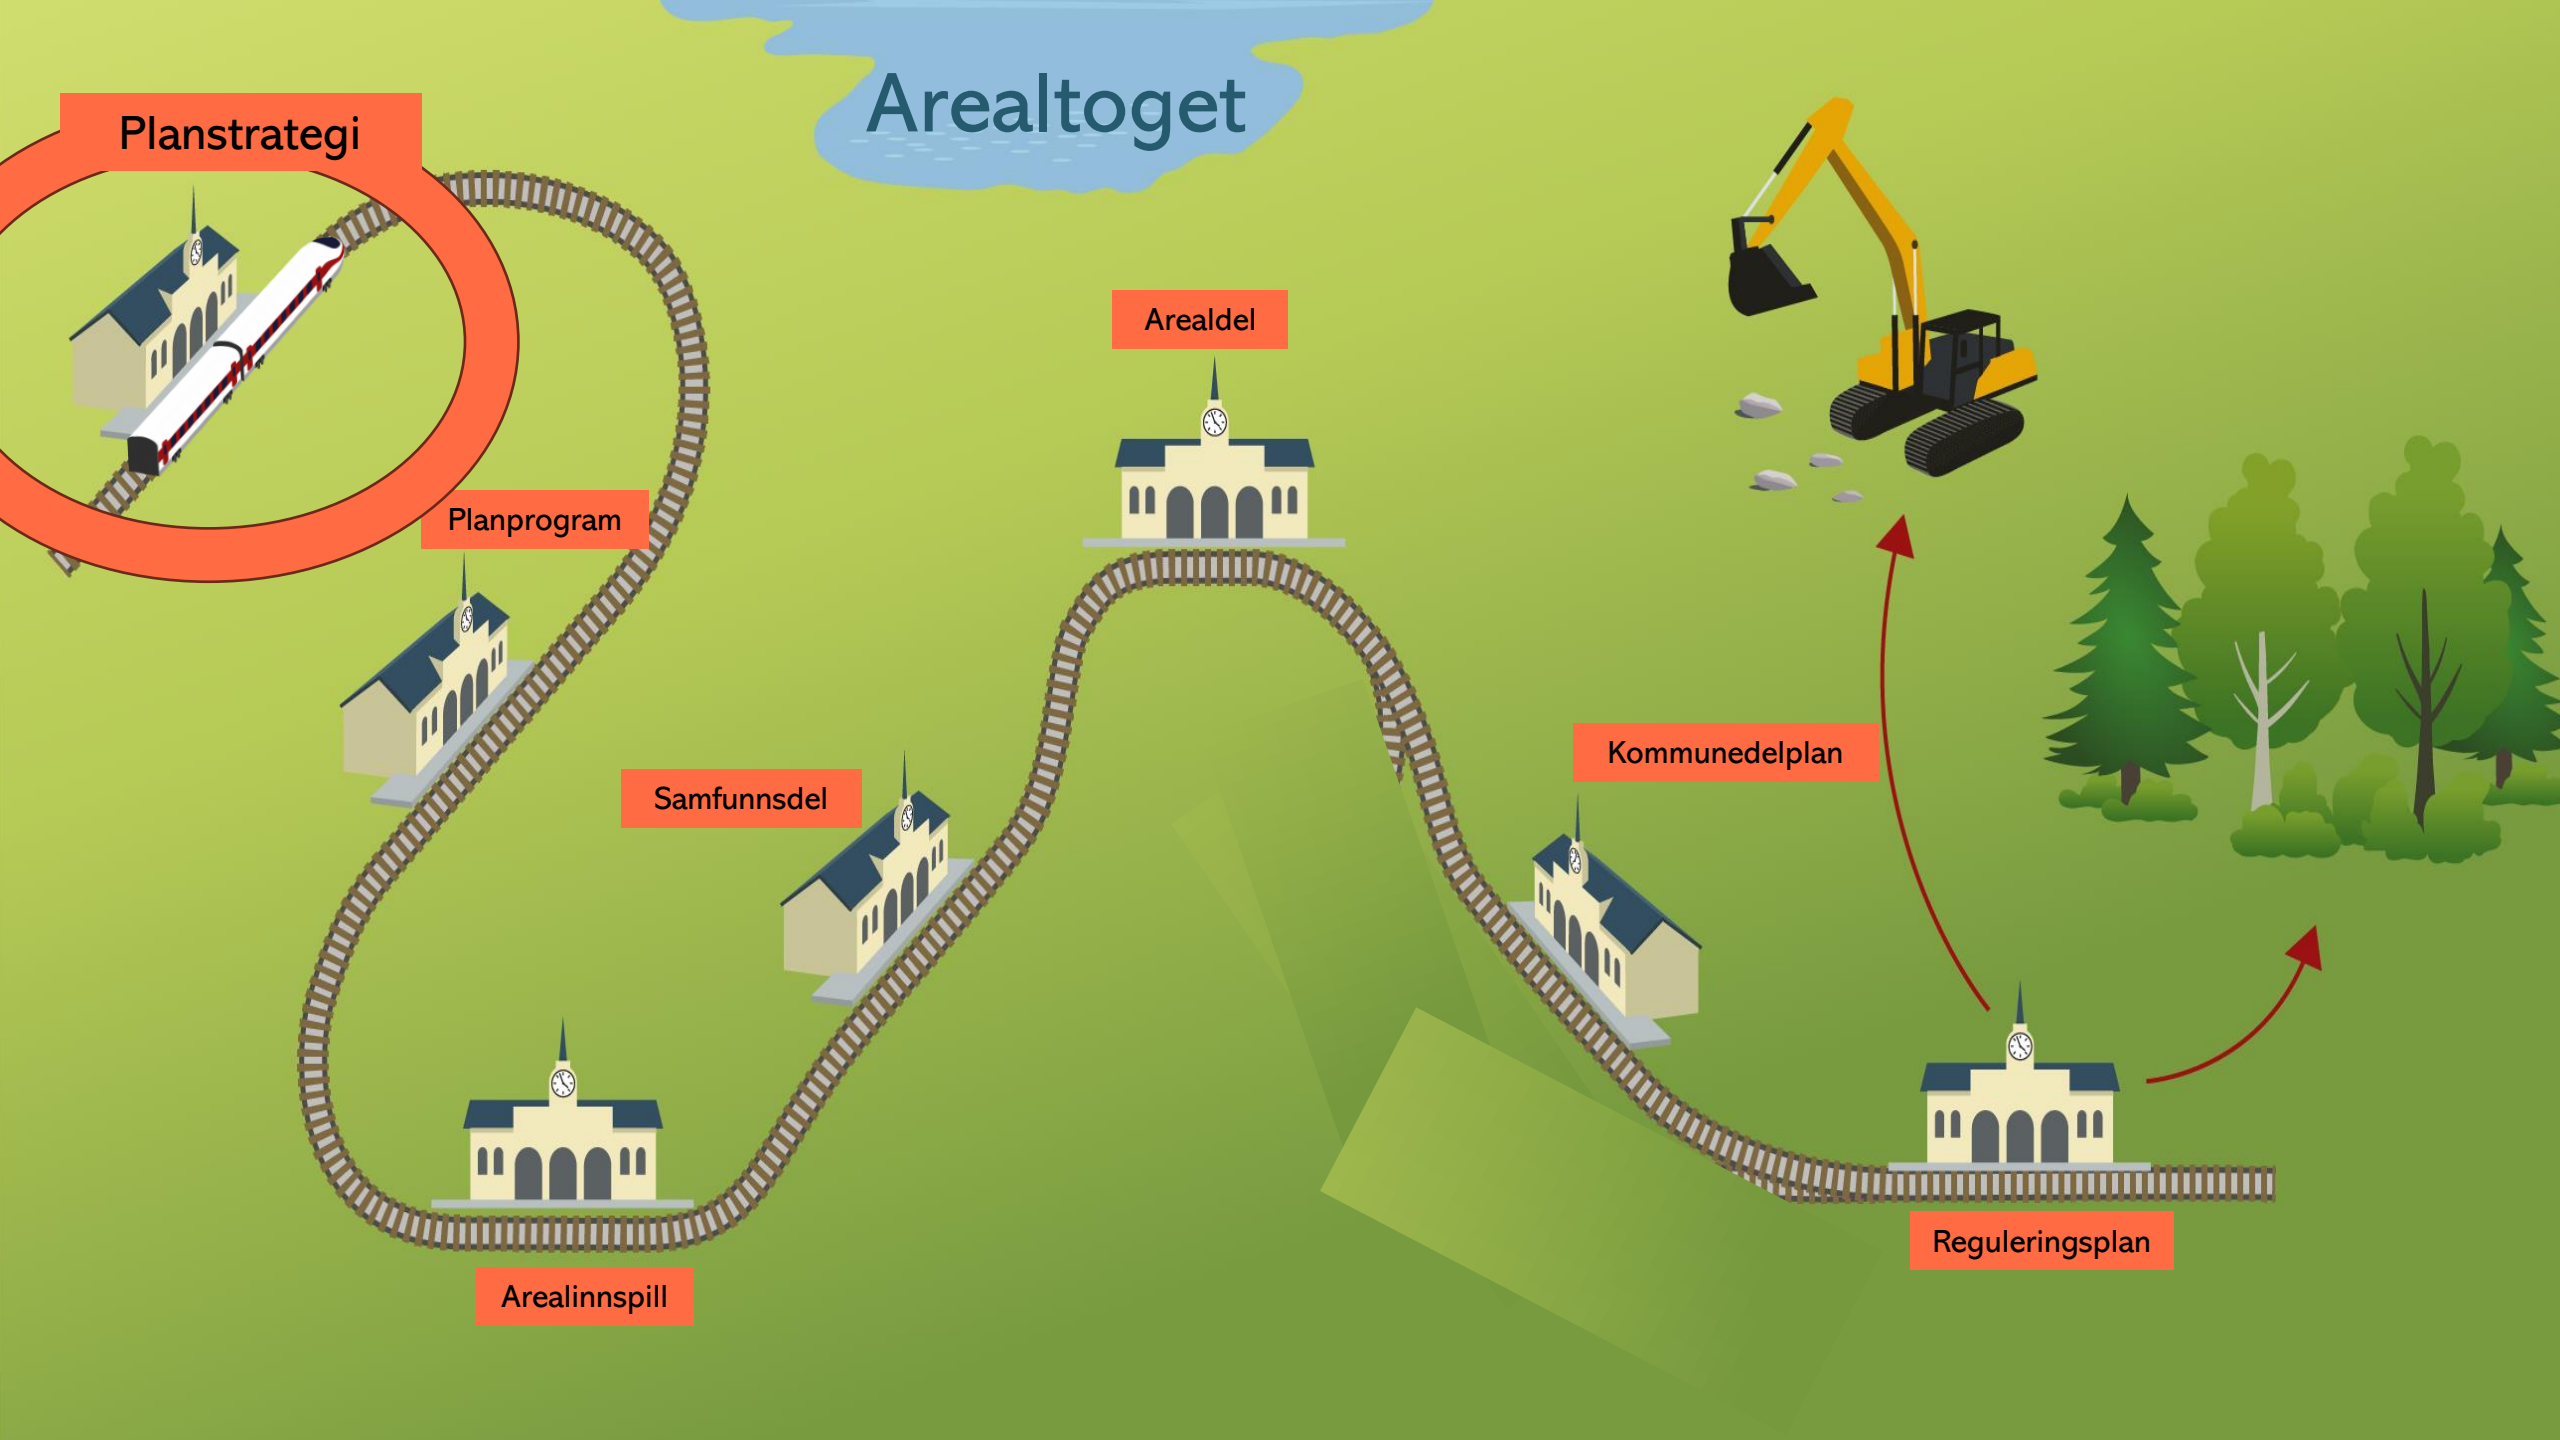 Arealtoget
Planstrategi
Planprogram
Arealinnspill
Samfunnsdel
Arealdel
Kommunedelplan
Reguleringsplan